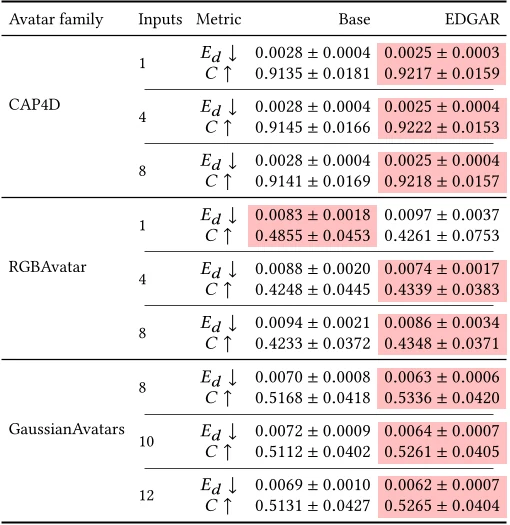 Avatar family Inputs Metric Base EDGAR
CAP4D
1
E_d ↓ 0.0028 ± 0.0004 0.0025 ± 0.0003
C ↑ 0.9135 ± 0.0181 0.9217 ± 0.0159
4
E_d ↓ 0.0028 ± 0.0004 0.0025 ± 0.0004
C ↑ 0.9145 ± 0.0166 0.9222 ± 0.0153
8
E_d ↓ 0.0028 ± 0.0004 0.0025 ± 0.0004
C ↑ 0.9141 ± 0.0169 0.9218 ± 0.0157
RGBAvatar
1
E_d ↓ 0.0083 ± 0.0018 0.0097 ± 0.0037
C ↑ 0.4855 ± 0.0453 0.4261 ± 0.0753
4
E_d ↓ 0.0088 ± 0.0020 0.0074 ± 0.0017
C ↑ 0.4248 ± 0.0445 0.4339 ± 0.0383
8
E_d ↓ 0.0094 ± 0.0021 0.0086 ± 0.0034
C ↑ 0.4233 ± 0.0372 0.4348 ± 0.0371
GaussianAvatars
8
E_d ↓ 0.0070 ± 0.0008 0.0063 ± 0.0006
C ↑ 0.5168 ± 0.0418 0.5336 ± 0.0420
10
E_d ↓ 0.0072 ± 0.0009 0.0064 ± 0.0007
C ↑ 0.5112 ± 0.0402 0.5261 ± 0.0405
12
E_d ↓ 0.0069 ± 0.0010 0.0062 ± 0.0007
C ↑ 0.5131 ± 0.0427 0.5265 ± 0.0404